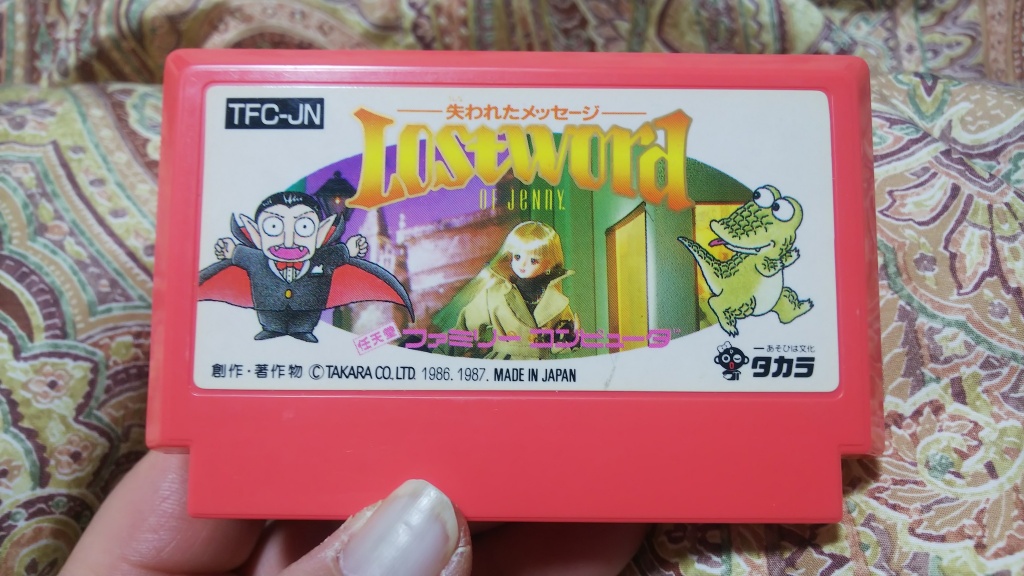 TFC-JN
失われたメッセージ
Lostword
OF JENNY
任天堂 ファミリーコンピュータ
あそびは文化
タカラ
創作・著作物 ©TAKARA CO.,LTD. 1986.1987. MADE IN JAPAN